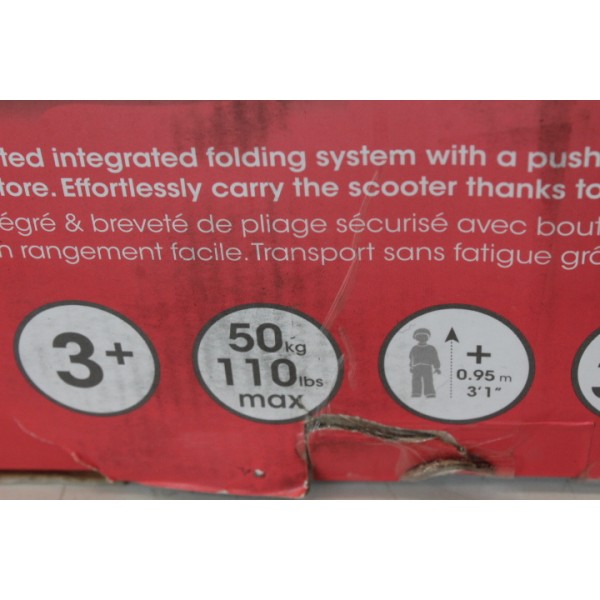 ted integrated folding system with a push
tore. Effortlessly carry the scooter thanks to
égré & breveté de pliage sécurisé avec bout
n rangement facile. Transport sans fatigue grâ
3+
50kg
110lbs
max
+
0.95 m
3'1"